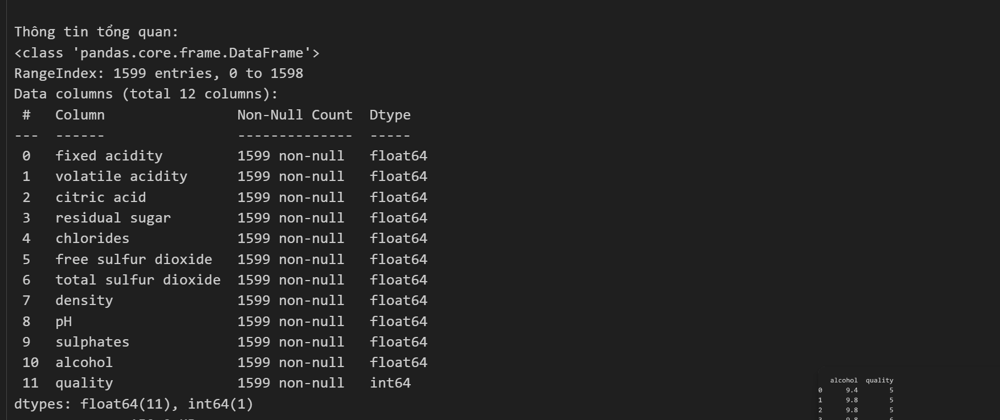 Thông tin tổng quan:
<class 'pandas.core.frame.DataFrame'>
RangeIndex: 1599 entries, 0 to 1598
Data columns (total 12 columns):
 #   Column                Non-Null Count  Dtype
---  ------                --------------  -----
 0   fixed acidity         1599 non-null   float64
 1   volatile acidity      1599 non-null   float64
 2   citric acid           1599 non-null   float64
 3   residual sugar        1599 non-null   float64
 4   chlorides             1599 non-null   float64
 5   free sulfur dioxide   1599 non-null   float64
 6   total sulfur dioxide  1599 non-null   float64
 7   density               1599 non-null   float64
 8   pH                    1599 non-null   float64
 9   sulphates             1599 non-null   float64
 10  alcohol               1599 non-null   float64
 11  quality               1599 non-null   int64
dtypes: float64(11), int64(1)
alcohol quality
0 9.4 5
1 9.8 5
2 9.8 5